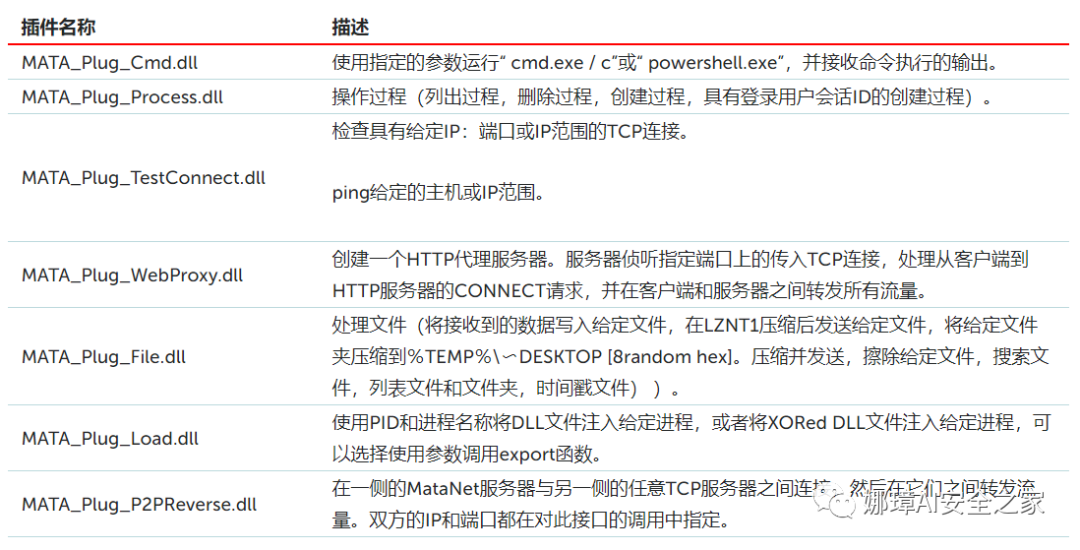 插件名称 描述
MATA_Plug_Cmd.dll 使用指定的参数运行“ cmd.exe / c”或“ powershell.exe”，并接收命令执行的输出。
MATA_Plug_Process.dll 操作过程（列出过程，删除过程，创建过程，具有登录用户会话ID的创建过程）。
检查具有给定IP：端口或IP范围的TCP连接。
MATA_Plug_TestConnect.dll
ping给定的主机或IP范围。
创建一个HTTP代理服务器。服务器侦听指定端口上的传入TCP连接，处理从客户端到
MATA_Plug_WebProxy.dll
HTTP服务器的CONNECT请求，并在客户端和服务器之间转发所有流量。
处理文件（将接收到的数据写入给定文件，在LZNT1压缩后发送给定文件，将给定文件
MATA_Plug_File.dll 夹压缩到％TEMP％\〜DESKTOP [8random hex]。压缩并发送，擦除给定文件，搜索文
件，列表文件和文件夹，时间戳文件））。
使用PID和进程名称将DLL文件注入给定进程，或者将XORed DLL文件注入给定进程，可
MATA_Plug_Load.dll
以选择使用参数调用export函数。
在一侧的MataNet服务器与另一侧的任意TCP服务器之间连接，然后在它们之间转发流
MATA_Plug_P2PReverse.dll
量。双方的IP和端口都在对此接口的调用中指定。
娜璋AI安全之家